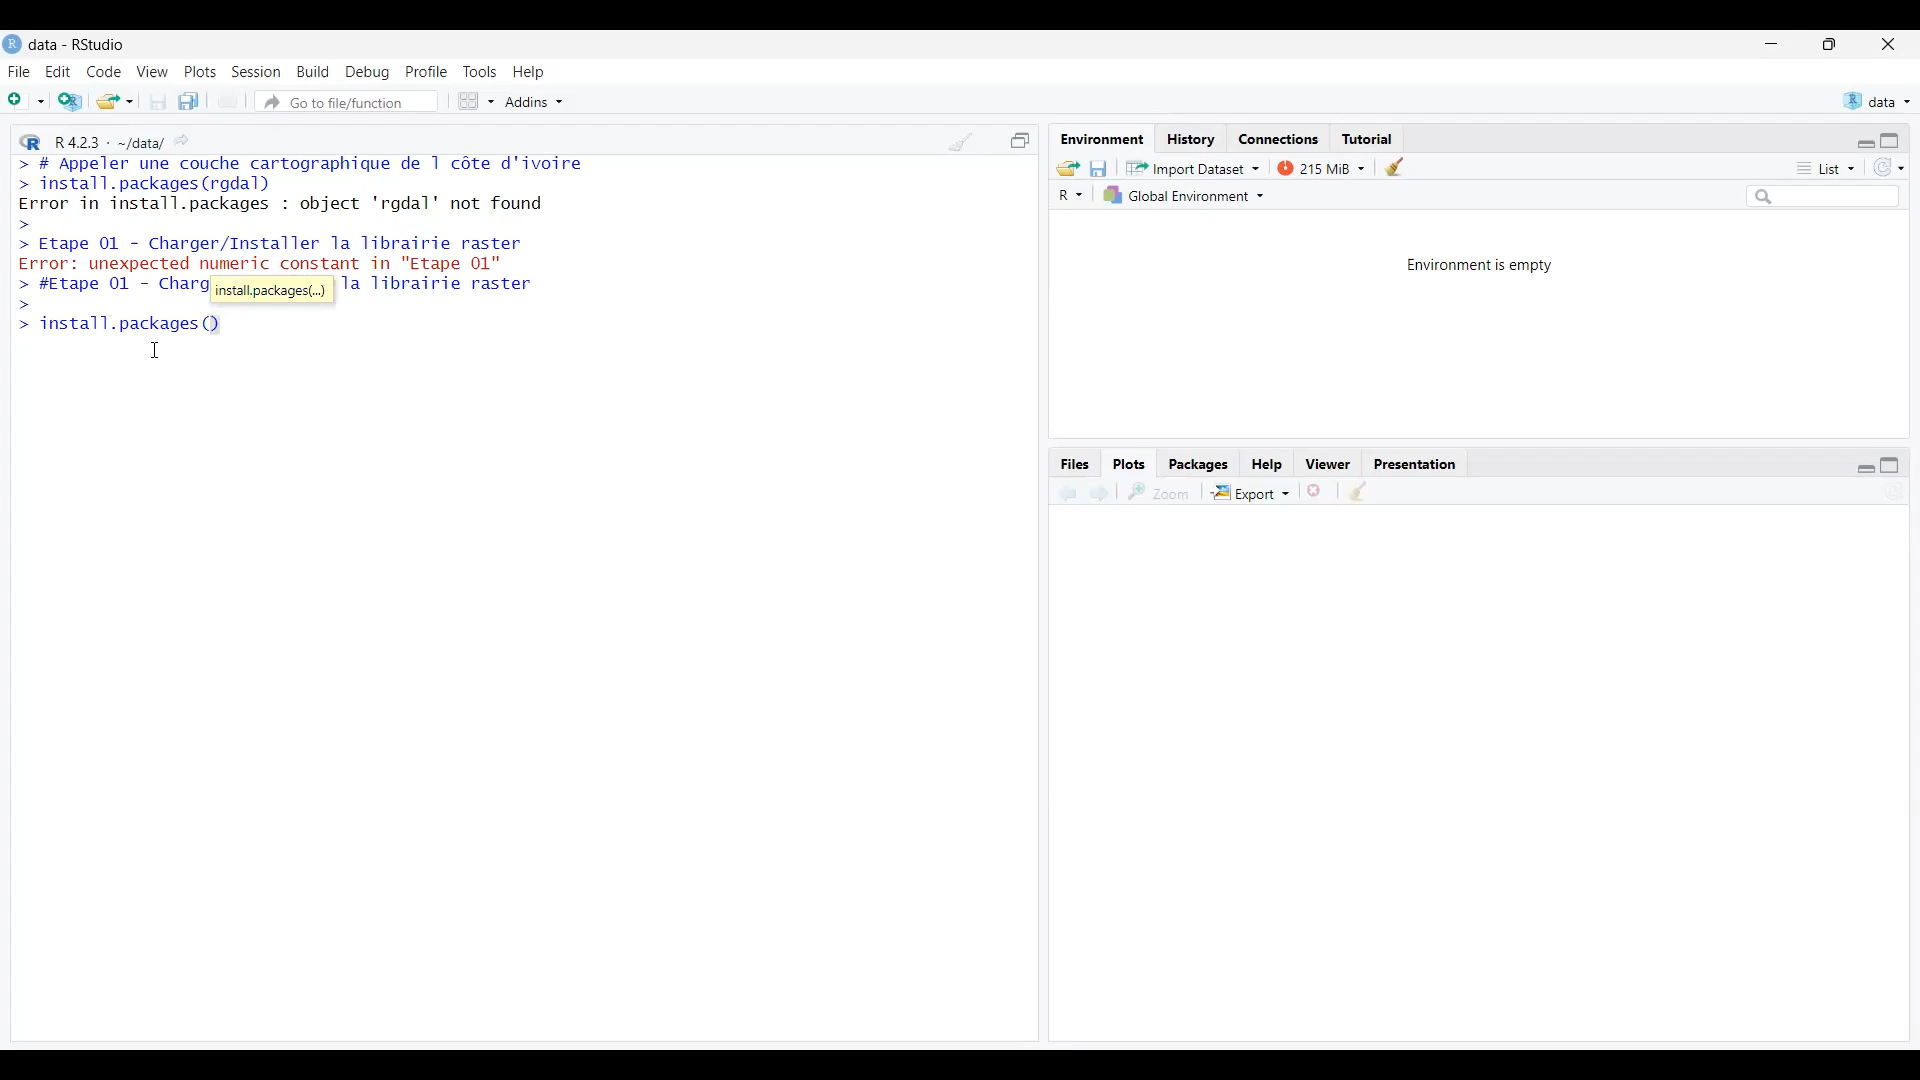 data - RStudio
File Edit Code View Plots Session Build Debug Profile Tools Help
Go to file/function Addins data
R 4.2.3 · ~/data/
> # Appeler une couche cartographique de l côte d'ivoire
> install.packages(rgdal)
Error in install.packages : object 'rgdal' not found
>
> Etape 01 - Charger/Installer la librairie raster
Error: unexpected numeric constant in "Etape 01"
> #Etape 01 - Charg la librairie raster
install.packages(...)
>
> install.packages()
Environment History Connections Tutorial
Import Dataset 215 MiB List
R Global Environment
Environment is empty
Files Plots Packages Help Viewer Presentation
Zoom Export